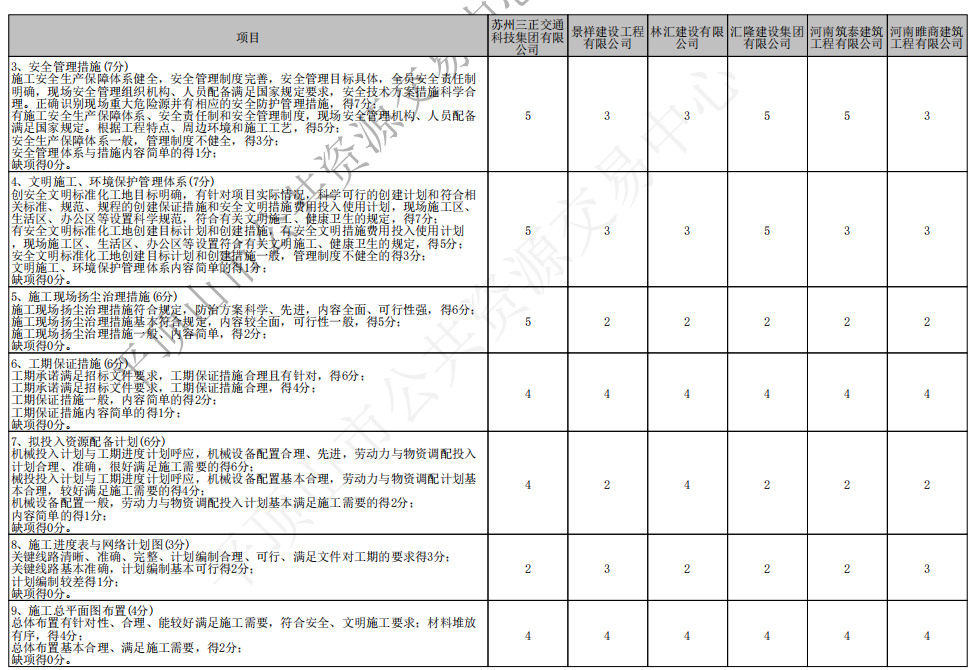 项目
苏州三正交通科技集团有限公司
景祥建设工程有限公司
林汇建设有限公司
汇隆建设集团有限公司
河南筑泰建筑工程有限公司
河南睢商建筑工程有限公司
3、安全管理措施(7分)
施工安全生产保障体系健全，安全管理制度完善，安全管理目标具体，全员安全责任制
明确，现场安全管理组织机构、人员配备满足国家规定要求，安全技术方案措施科学合
理。正确识别现场重大危险源并有相应的安全防护管理措施，得7分；
有施工安全生产保障体系、安全责任制和安全管理制度，现场安全管理机构、人员配备
满足国家规定。根据工程特点、周边环境和施工工艺，得5分；
安全生产保障体系一般，管理制度不健全，得3分；
安全管理体系与措施内容简单的得1分；
缺项得0分。
5 3 3 5 5 3
4、文明施工、环境保护管理体系(7分)
创安全文明标准化工地目标明确，有针对项目实际情况，科学可行的创建计划和符合相
关标准、规范、规程的创建保障措施和安全文明措施费用投入使用计划，现场施工区、
生活区、办公区等设置科学规范，符合有关文明施工、健康卫生的规定，得7分；
有安全文明标准化工地创建目标计划和创建措施，有安全文明措施费用投入使用计划
，现场施工区、生活区、办公区等设置符合有关文明施工、健康卫生的规定，得5分；
安全文明标准化工地创建目标计划和创建措施一般，管理制度不健全的得3分；
文明施工、环境保护管理体系内容简单的得1分；
缺项得0分。
5 3 3 5 3 3
5、施工现场扬尘治理措施(6分)
施工现场扬尘治理措施符合规定，防治方案科学、先进，内容全面、可行性强，得6分；
施工现场扬尘治理措施基本符合规定，内容较全面，可行性一般，得5分；
施工现场扬尘治理措施一般、内容简单，得2分；
缺项得0分。
5 2 2 2 2 2
6、工期保证措施(6分)
工期承诺满足招标文件要求，工期保证措施合理且有针对，得6分；
工期承诺满足招标文件要求，工期保证措施合理，得4分；
工期保证措施一般，内容简单的得2分；
工期保证措施内容简单的得1分；
缺项得0分。
4 4 4 4 4 4
7、拟投入资源配备计划(6分)
机械投入计划与工期进度计划呼应，机械设备配置合理、先进，劳动力与物资调配投入
计划合理、准确，很好满足施工需要的得6分；
械投投入计划与工期进度计划呼应，机械设备配置基本合理，劳动力与物资调配计划基
本合理，较好满足施工需要的得4分；
机械设备配置一般，劳动力与物资调配投入计划基本满足施工需要的得2分；
内容简单的得1分；
缺项得0分。
4 2 4 2 2 2
8、施工进度表与网络计划图(3分)
关键线路清晰、准确、完整、计划编制合理、可行、满足文件对工期的要求得3分；
关键线路基本准确，计划编制基本可行得2分；
计划编制较差得1分；
缺项得0分。
2 3 2 2 2 3
9、施工总平面图布置(4分)
总体布置有针对性、合理、能较好满足施工需要，符合安全、文明施工要求；材料堆放
有序，得4分；
总体布置基本合理、满足施工需要，得2分；
缺项得0分。
4 4 4 4 4 4
平顶山市公共资源交易中心
平顶山市公共资源交易中心